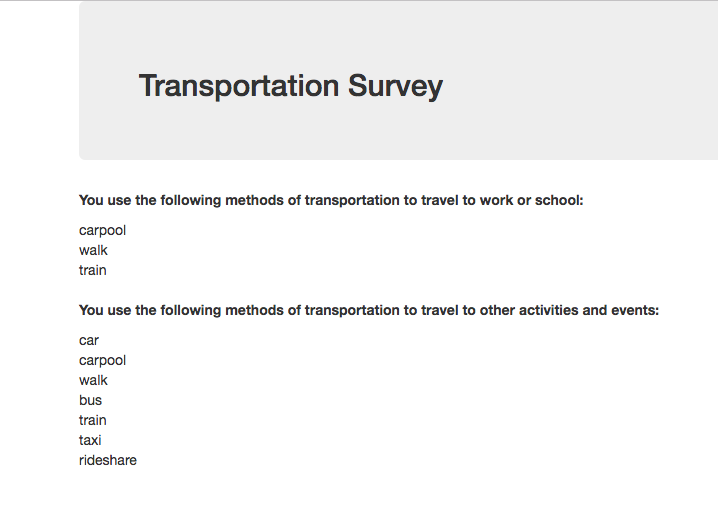 Transportation Survey
You use the following methods of transportation to travel to work or school:
carpool
walk
train
You use the following methods of transportation to travel to other activities and events:
car
carpool
walk
bus
train
taxi
rideshare